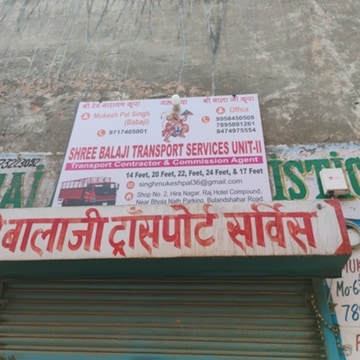 श्री देव नारायण कृपा
श्री बाला जी कृपा
Mukesh Pal Singh
(Babaji)
9717405001
Office
9958450508
7895891261
8474975554
SHREE BALAJI TRANSPORT SERVICES UNIT-II
Transport Contractor & Commission Agent
14 Feet, 20 Feet, 22 Feet, 24 Feet, & 17 Feet
singhmukeshpal36@gmail.com
Shop No. 2, Hira Nagar, Raj Hotel Compound,
Near Bhola Nath Parking, Bulandshahar Road,
बालाजी ट्रांसपोर्ट सर्विस